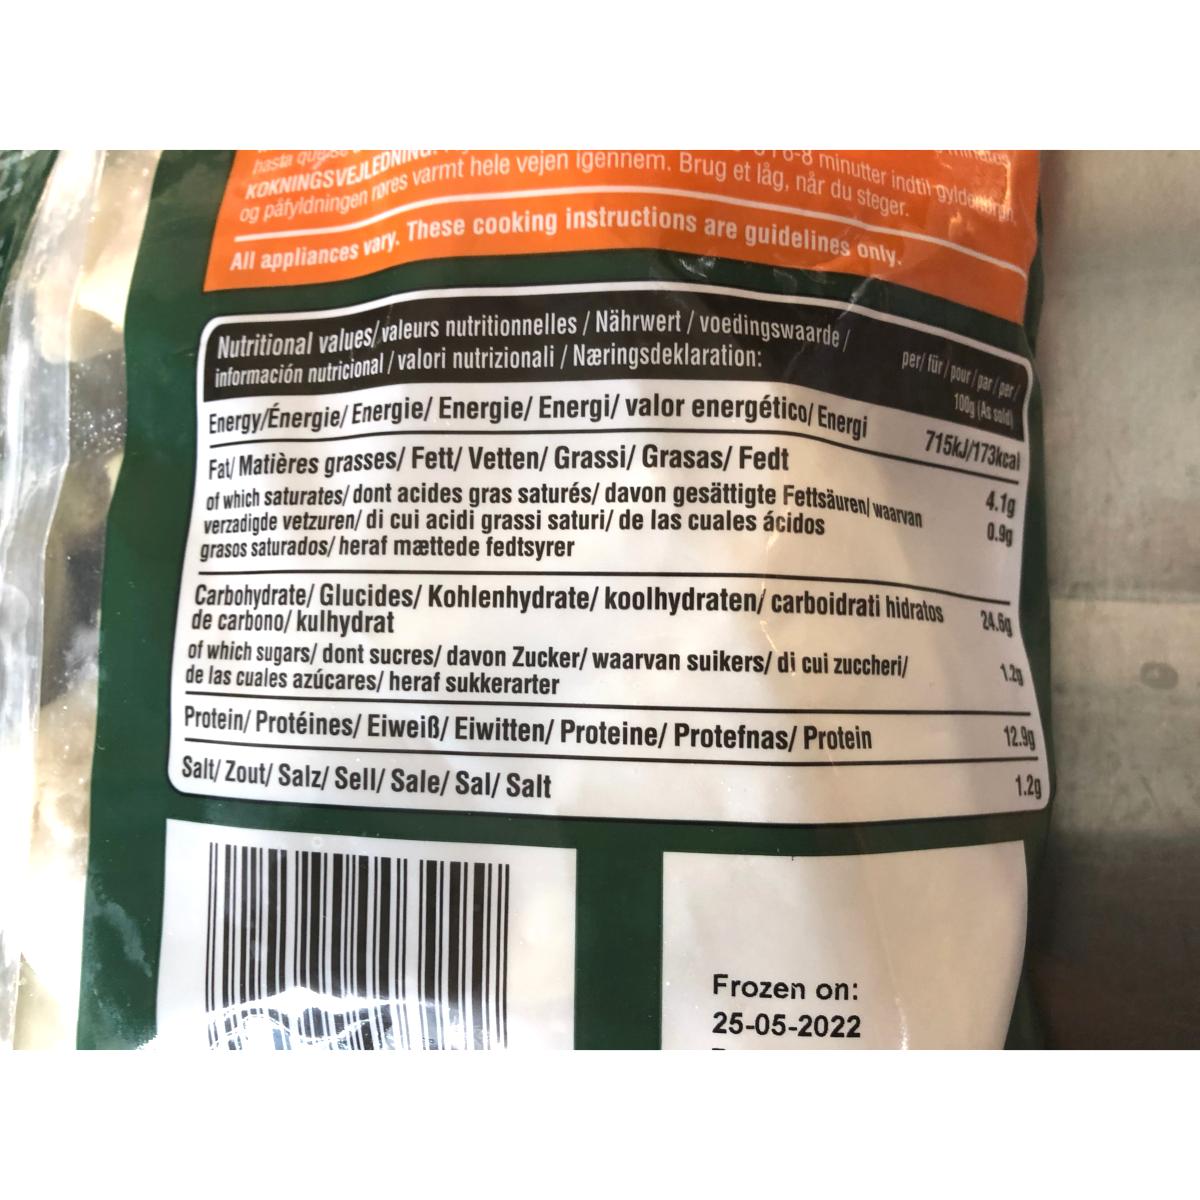 hasta
KOKNINGSVEJLEDNING
6-8 minutter indtil gyldenbrun
og påfyldningen røres varmt hele vejen igennem. Brug et låg, når du steger.
All appliances vary. These cooking instructions are guidelines only.
Nutritional values/valeurs nutritionnelles / Nährwert / voedingswaarde /
información nutricional / valori nutrizionali / Næringsdeklaration:
per/ für / pour / par / per /
100g (As sold)
Energy/Énergie/ Energie/ Energie/ Energi/ valor energético/ Energi 715kJ/173kcal
Fat/ Matières grasses/ Fett/ Vetten/ Grassi/ Grasas/ Fedt 4.1g
of which saturates/ dont acides gras saturés/ davon gesättigte Fettsäuren/ waarvan 0.9g
verzadigde vetzuren/ di cui acidi grassi saturi/ de las cuales ácidos
grasos saturados/ heraf mættede fedtsyrer
Carbohydrate/ Glucides/ Kohlenhydrate/ koolhydraten/ carboidrati hidratos 24.6g
de carbono/ kulhydrat
of which sugars/ dont sucres/ davon Zucker/ waarvan suikers/ di cui zuccheri/ 1.2g
de las cuales azúcares/ heraf sukkerarter
Protein/ Protéines/ Eiweiß/ Eiwitten/ Proteine/ Protefnas/ Protein 12.9g
Salt/ Zout/ Salz/ Sell/ Sale/ Sal/ Salt 1.2g
Frozen on:
25-05-2022